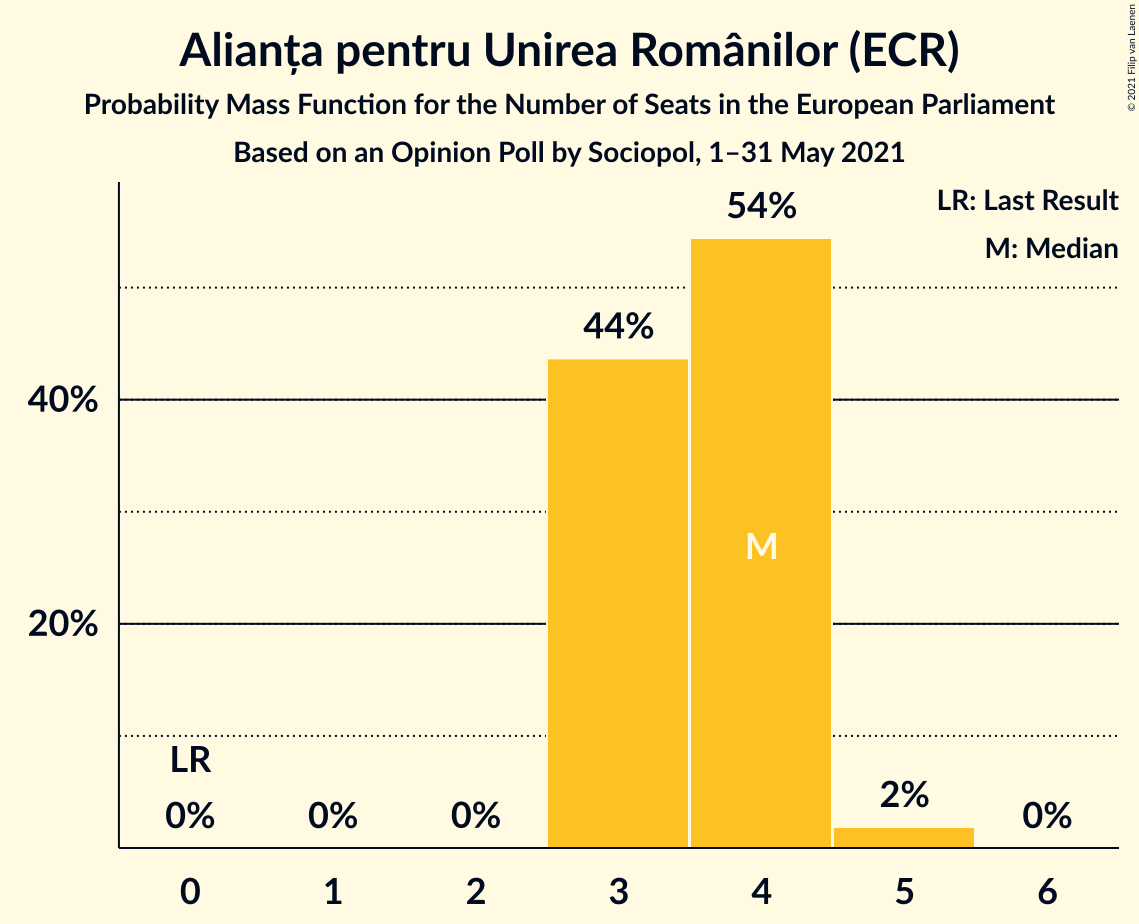 Alianța pentru Unirea Românilor (ECR)
Probability Mass Function for the Number of Seats in the European Parliament
Based on an Opinion Poll by Sociopol, 1–31 May 2021
© 2021 Filip van Laenen
LR: Last Result
M: Median
54%
44%
40%
M
20%
LR
0%
0%
0%
2%
0%
0
1
2
3
4
5
6